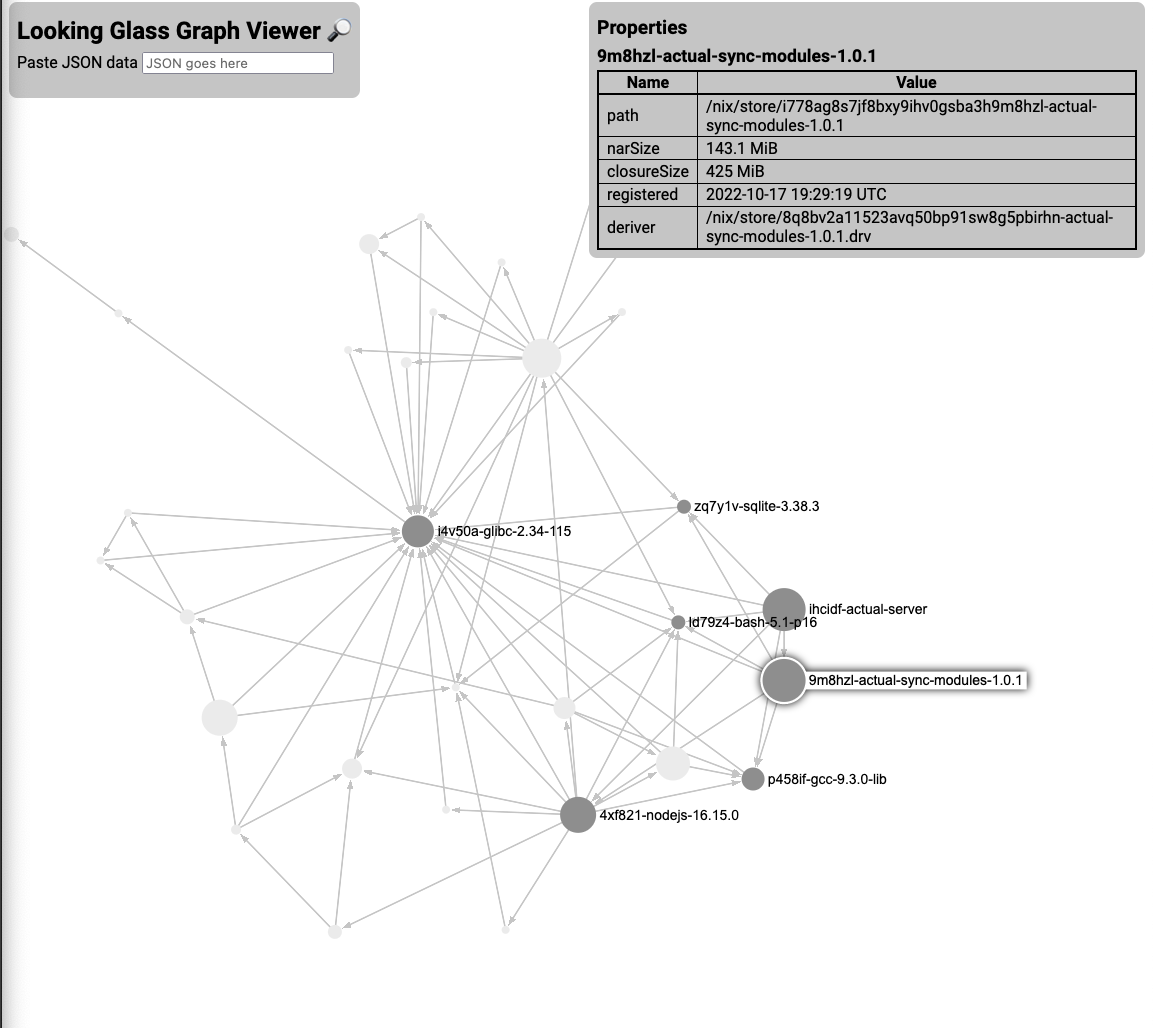 Looking Glass Graph Viewer 🔎
Paste JSON data JSON goes here
Properties
9m8hzl-actual-sync-modules-1.0.1
Name Value
path /nix/store/i778ag8s7jf8bxy9ihv0gsba3h9m8hzl-actual-
sync-modules-1.0.1
narSize 143.1 MiB
closureSize 425 MiB
registered 2022-10-17 19:29:19 UTC
deriver /nix/store/8q8bv2a11523avq50bp91sw8g5pbirhn-actual-
sync-modules-1.0.1.drv
zq7y1v-sqlite-3.38.3
i4v50a-glibc-2.34-115
ihcidf-actual-server
ld79z4-bash-5.1-p16
9m8hzl-actual-sync-modules-1.0.1
p458if-gcc-9.3.0-lib
4xf821-nodejs-16.15.0